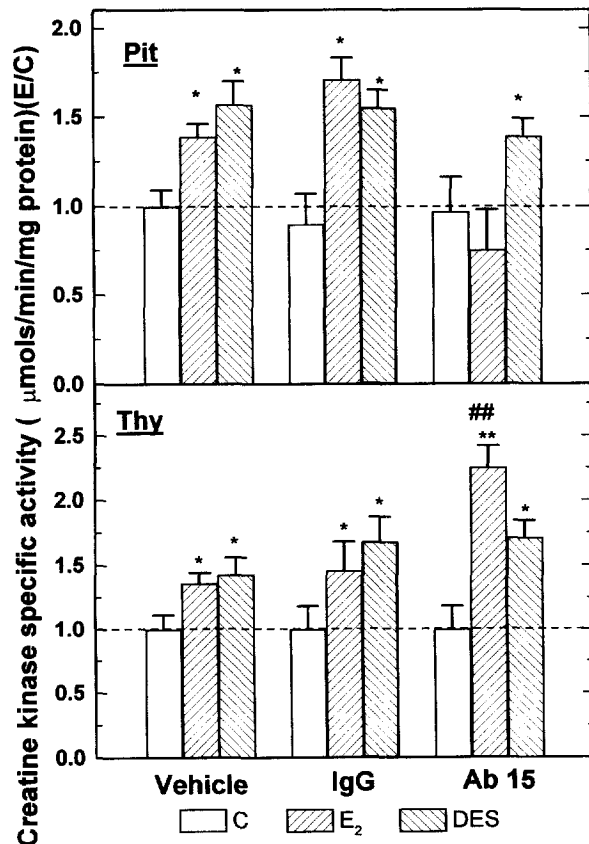 Creatine kinase specific activity ( μmols/min/mg protein)(E/C)
2.0
1.5
1.0
0.5
0.0
Pit
* * * * *
2.5
2.0
1.5
1.0
0.5
0.0
Thy
##
* * * * ** *
Vehicle IgG Ab 15
C E₂ DES